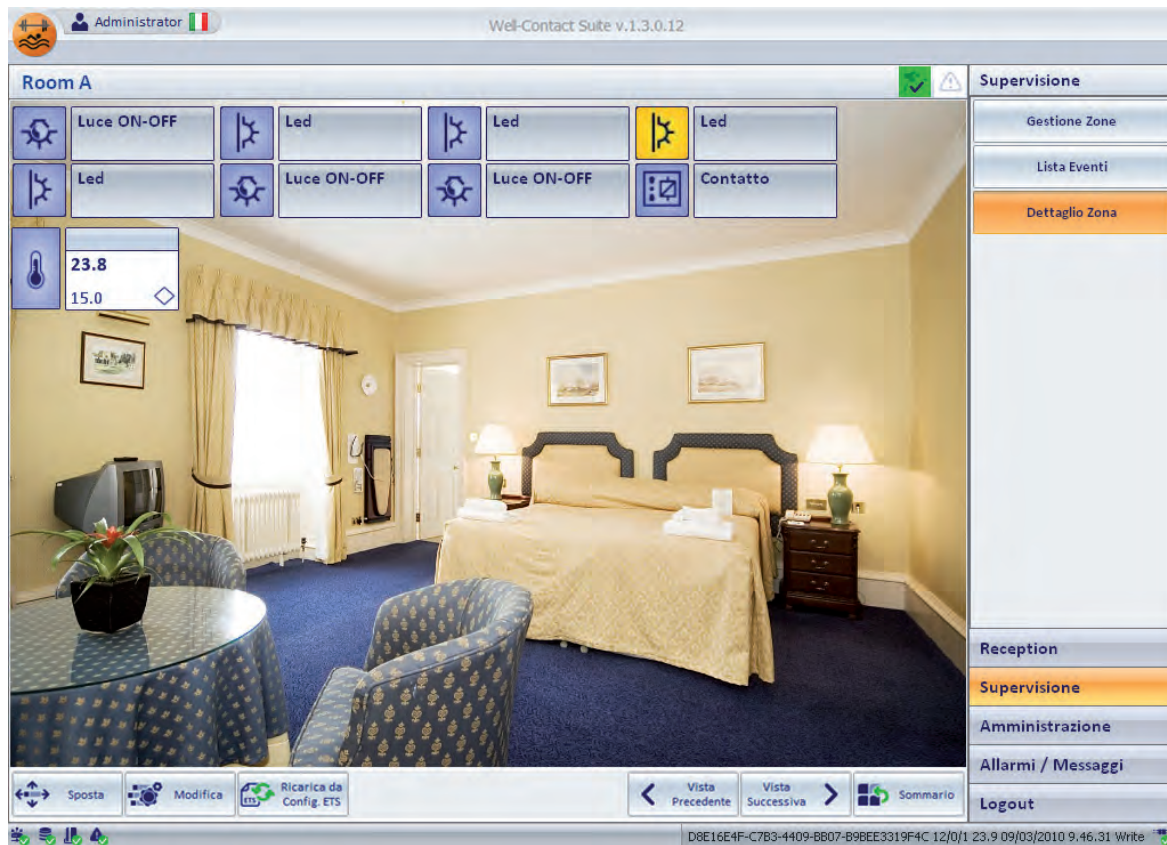 Administrator
Well-Contact Suite v.1.3.0.12
Room A
Supervisione
Luce ON-OFF
Led
Led
Led
Led
Luce ON-OFF
Luce ON-OFF
Contatto
23.8
15.0
Gestione Zone
Lista Eventi
Dettaglio Zona
Reception
Supervisione
Amministrazione
Allarmi / Messaggi
Logout
Sposta
Modifica
Ricarica da
Config. ETS
Vista
Precedente
Vista
Successiva
Sommario
D8E16E4F-C7B3-4409-BB07-B9BEE3319F4C 12/0/1 23.9 09/03/2010 9.46.31 Write